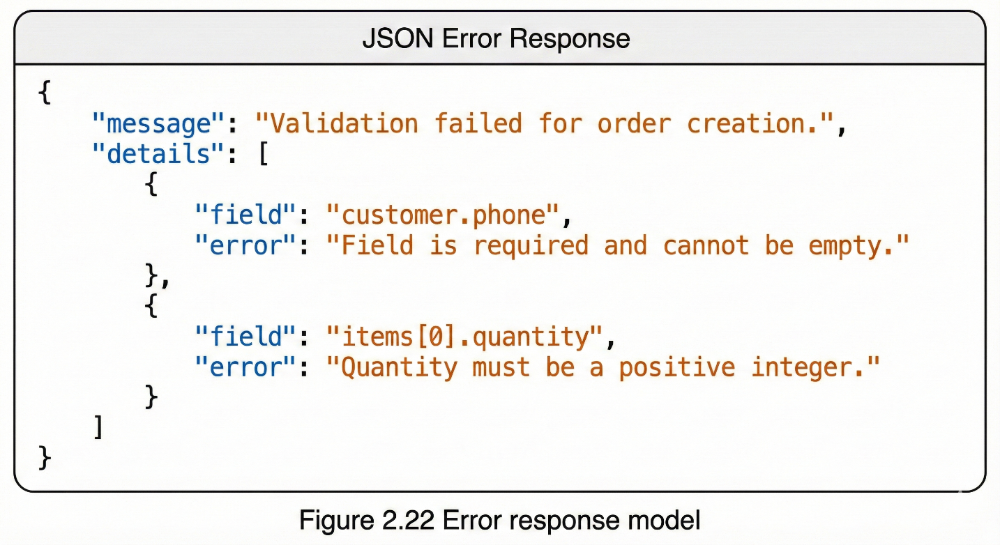 JSON Error Response
{
"message": "Validation failed for order creation.",
"details": [
{
"field": "customer.phone",
"error": "Field is required and cannot be empty."
},
{
"field": "items[0].quantity",
"error": "Quantity must be a positive integer."
}
]
}
Figure 2.22 Error response model